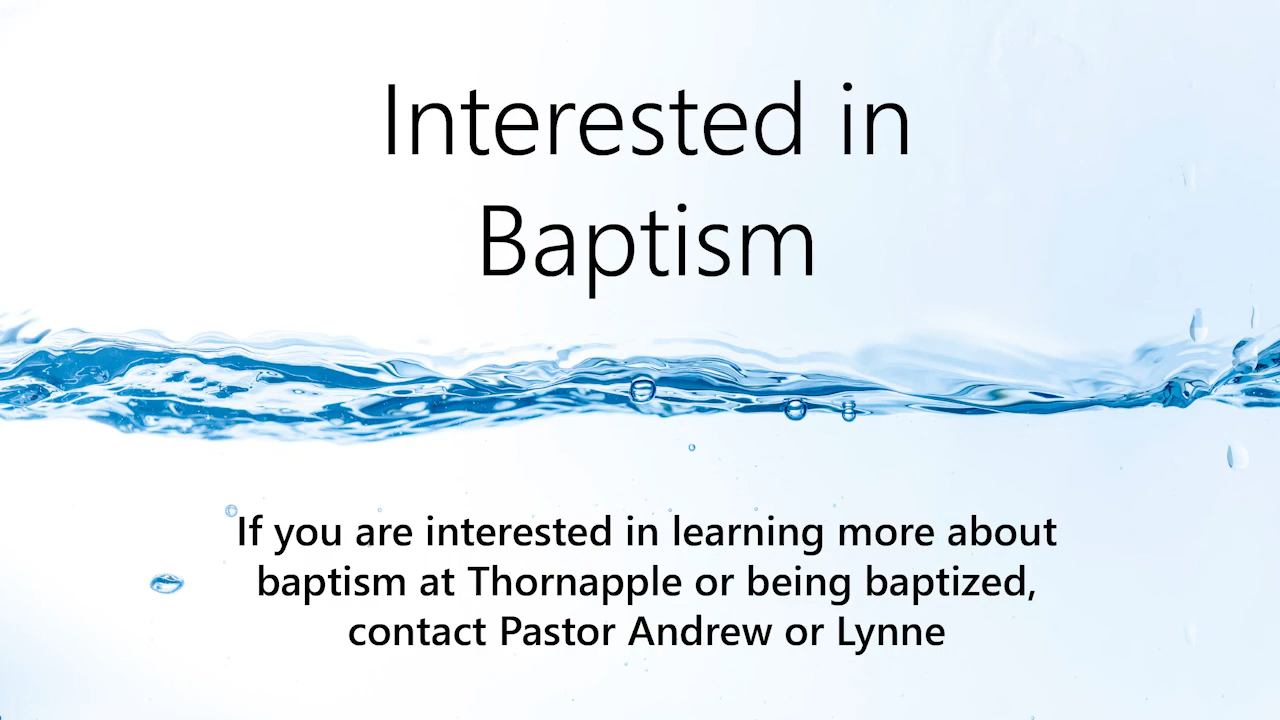 Interested in
Baptism
If you are interested in learning more about
baptism at Thornapple or being baptized,
contact Pastor Andrew or Lynne